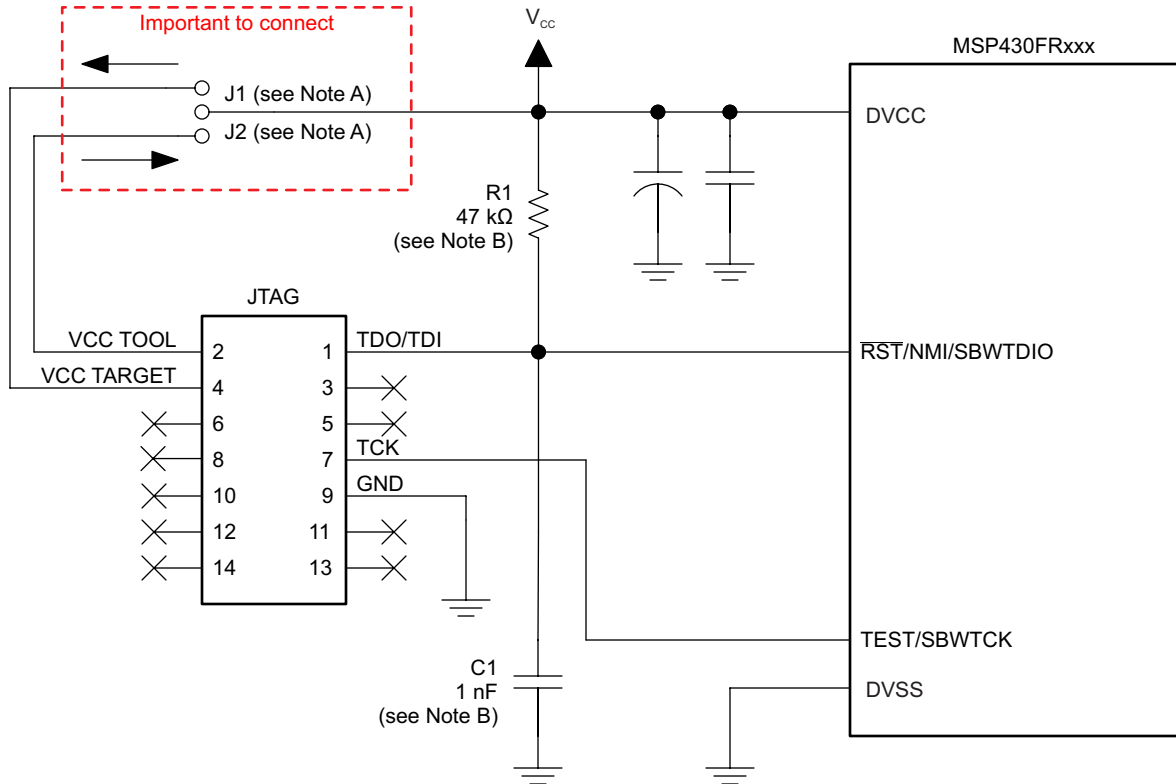 Important to connect
V_CC
MSP430FRxxx
J1 (see Note A)
J2 (see Note A)
DVCC
R1
47 kΩ
(see Note B)
JTAG
VCC TOOL
2
1
TDO/TDI
R̅S̅T̅/NMI/SBWTDIO
VCC TARGET
4
3
6
5
8
7
TCK
10
9
GND
12
11
14
13
TEST/SBWTCK
C1
1 nF
(see Note B)
DVSS